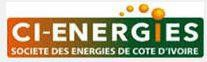 CI-ENERGIES
SOCIETE DES ENERGIES DE COTE D'IVOIRE